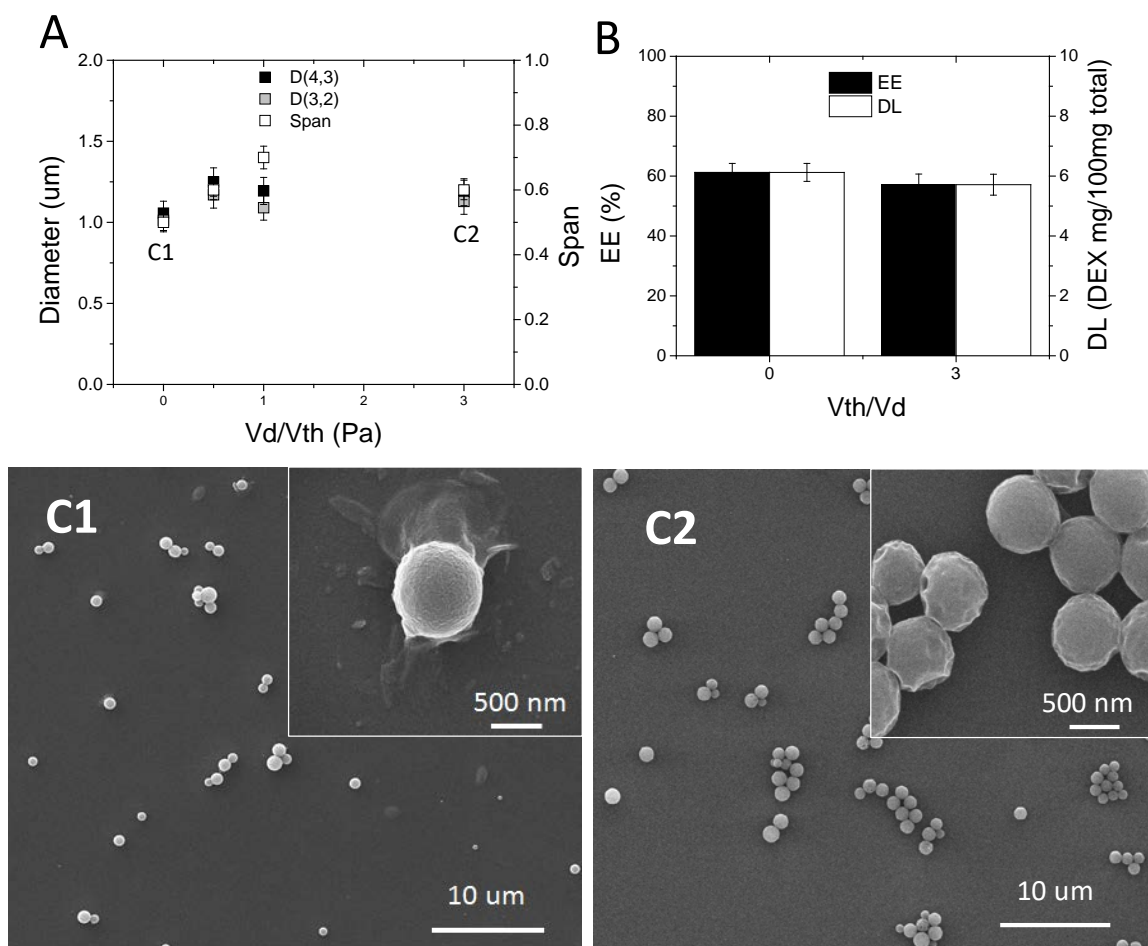 A
2.0
1.5
1.0
0.5
0.0
Diameter (um)
D(4,3)
D(3,2)
Span
C1
C2
1.0
0.8
0.6
0.4
0.2
0.0
Span
0
1
2
3
Vd/Vth (Pa)
B
100
80
60
40
20
0
EE (%)
EE
DL
10
8
6
4
2
0
DL (DEX mg/100mg total)
0
3
Vth/Vd
C1
500 nm
10 um
C2
500 nm
10 um